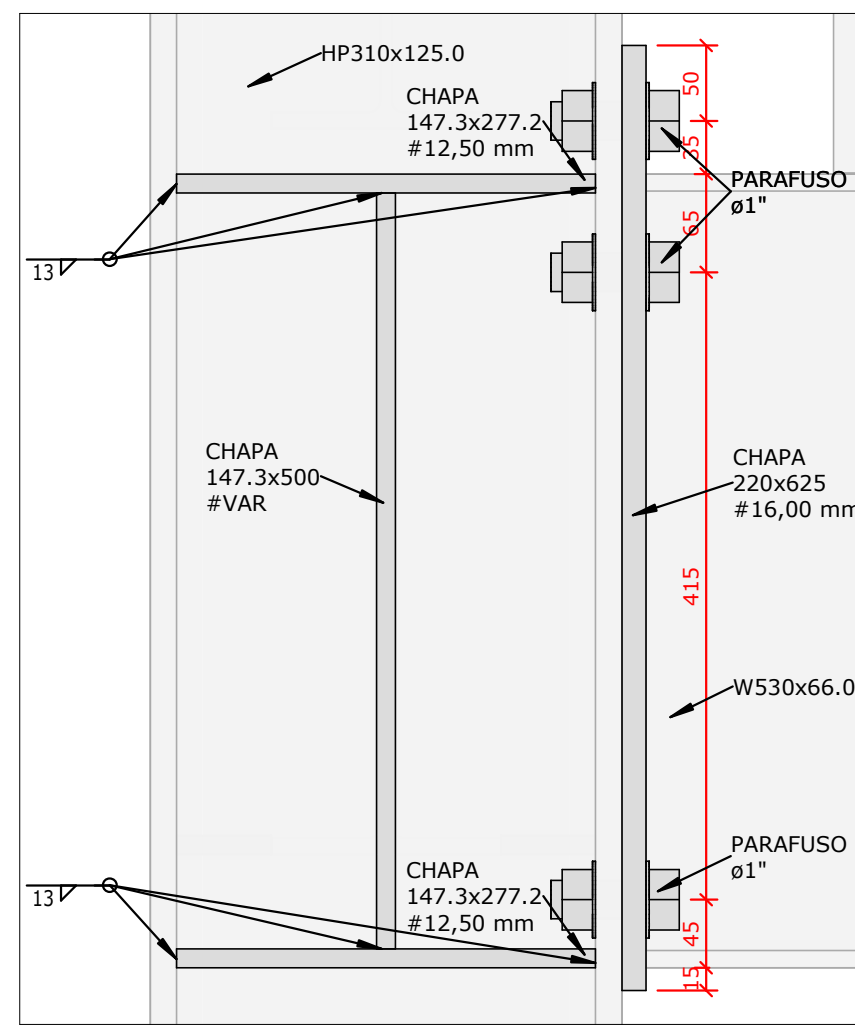 HP310x125.0
50
CHAPA
147.3x277.2
#12,50 mm
35
PARAFUSO
ø1"
65
13
CHAPA
147.3x500
#VAR
CHAPA
220x625
#16,00 mm
415
W530x66.0
PARAFUSO
ø1"
CHAPA
147.3x277.2
#12,50 mm
13
45
15